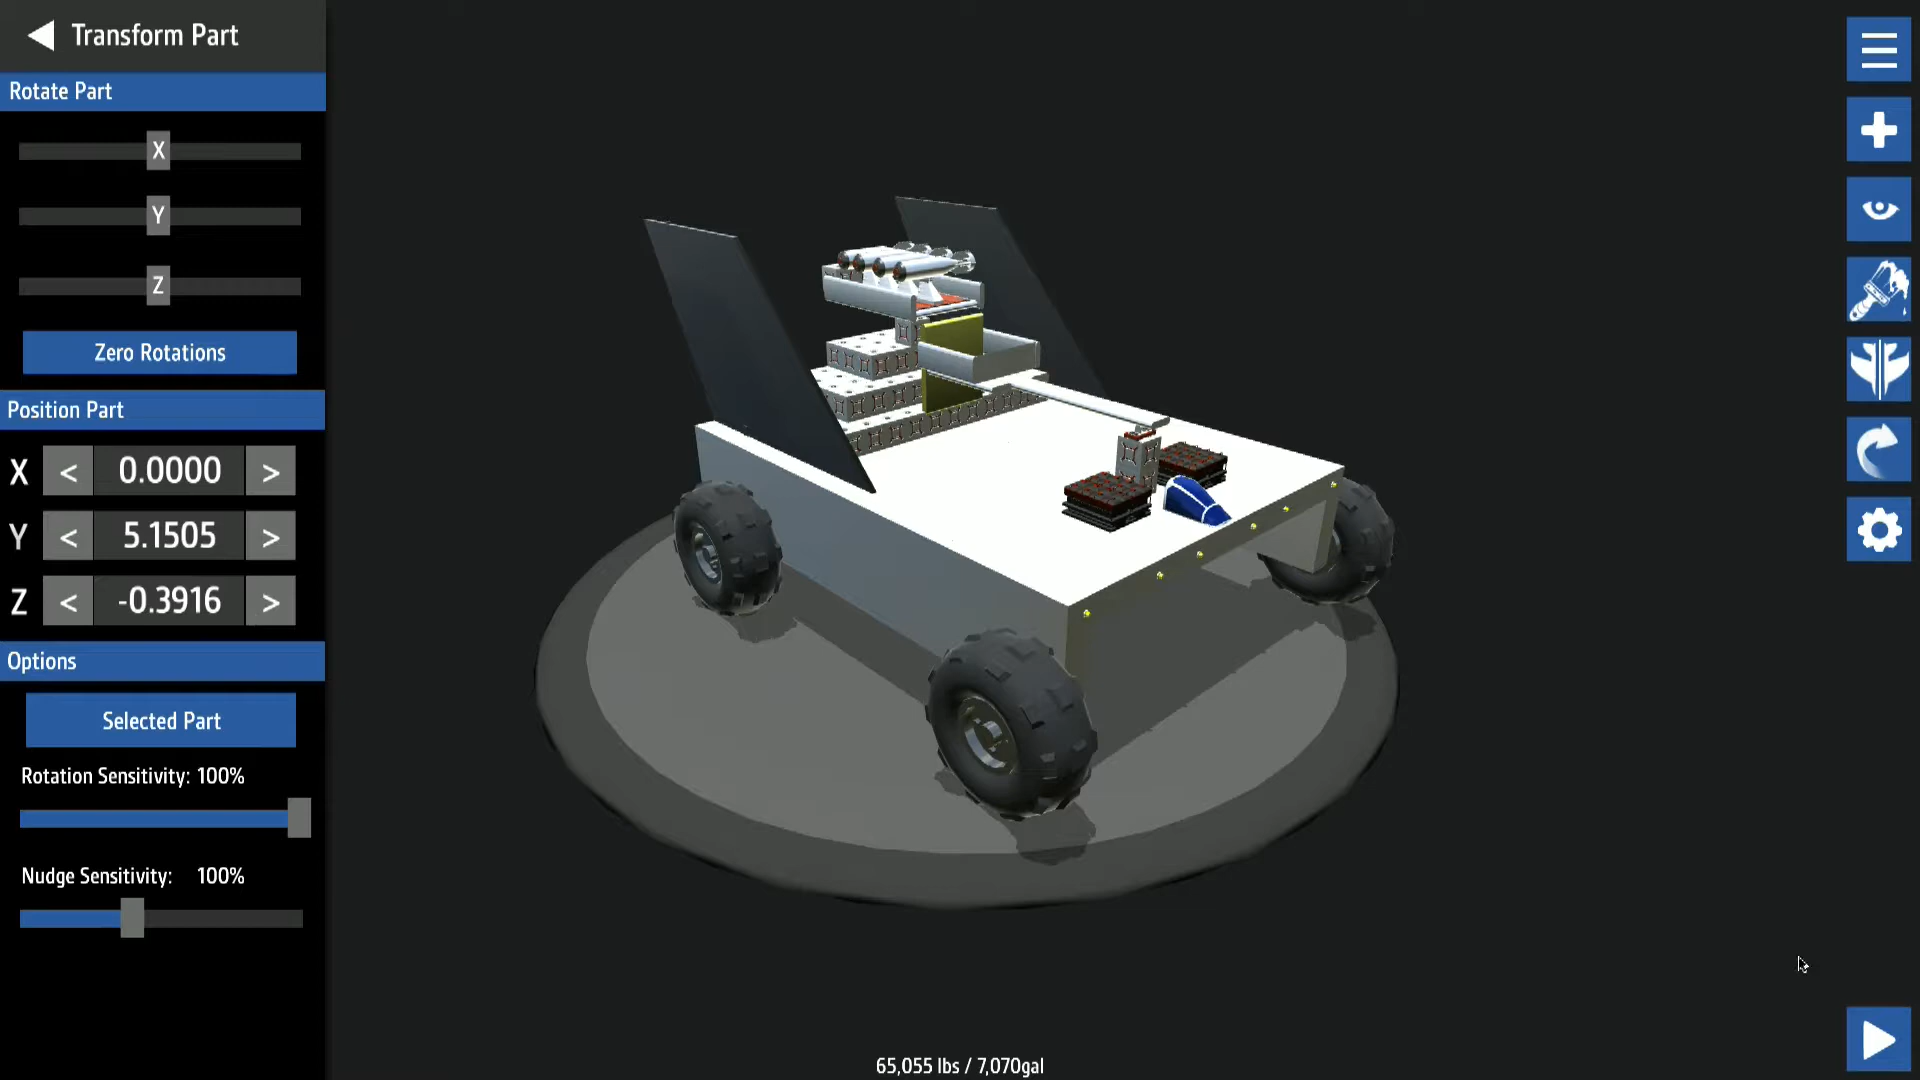 Transform Part
Rotate Part
X
Y
Z
Zero Rotations
Position Part
X < 0.0000 >
Y < 5.1505 >
Z < -0.3916 >
Options
Selected Part
Rotation Sensitivity: 100%
Nudge Sensitivity: 100%
65,055 lbs / 7,070gal